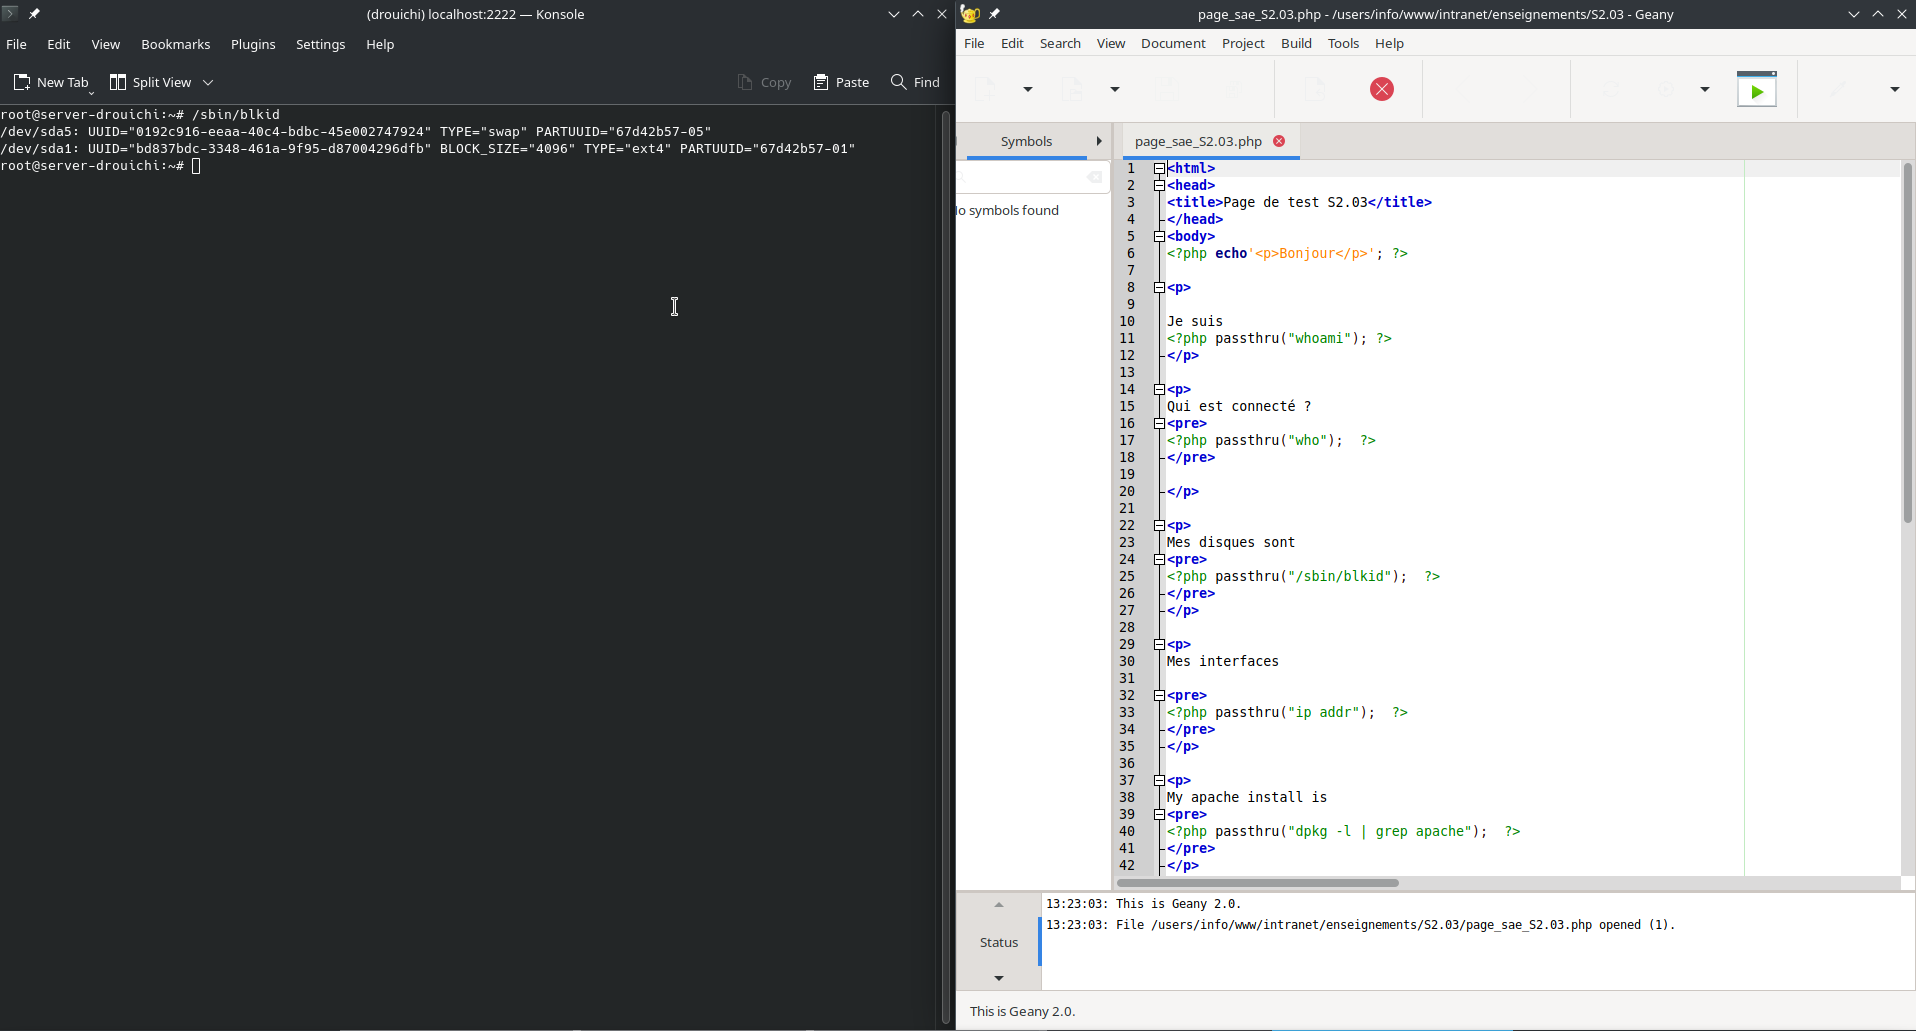 (drouichi) localhost:2222 — Konsole
File Edit View Bookmarks Plugins Settings Help
New Tab Split View Copy Paste Find
root@server-drouichi:~# /sbin/blkid
/dev/sda5: UUID="0192c916-eeaa-40c4-bdbc-45e002747924" TYPE="swap" PARTUUID="67d42b57-05"
/dev/sda1: UUID="bd837bdc-3348-461a-9f95-d87004296dfb" BLOCK_SIZE="4096" TYPE="ext4" PARTUUID="67d42b57-01"
root@server-drouichi:~#
page_sae_S2.03.php - /users/info/www/intranet/enseignements/S2.03 - Geany
File Edit Search View Document Project Build Tools Help
Symbols
lo symbols found
page_sae_S2.03.php
1 <html>
2 <head>
3 <title>Page de test S2.03</title>
4 </head>
5 <body>
6 <?php echo'<p>Bonjour</p>'; ?>
7
8 <p>
9
10 Je suis
11 <?php passthru("whoami"); ?>
12 </p>
13
14 <p>
15 Qui est connecté ?
16 <pre>
17 <?php passthru("who");  ?>
18 </pre>
19
20 </p>
21
22 <p>
23 Mes disques sont
24 <pre>
25 <?php passthru("/sbin/blkid");  ?>
26 </pre>
27 </p>
28
29 <p>
30 Mes interfaces
31
32 <pre>
33 <?php passthru("ip addr");  ?>
34 </pre>
35 </p>
36
37 <p>
38 My apache install is
39 <pre>
40 <?php passthru("dpkg -l | grep apache");  ?>
41 </pre>
42 </p>
Status
13:23:03: This is Geany 2.0.
13:23:03: File /users/info/www/intranet/enseignements/S2.03/page_sae_S2.03.php opened (1).
This is Geany 2.0.